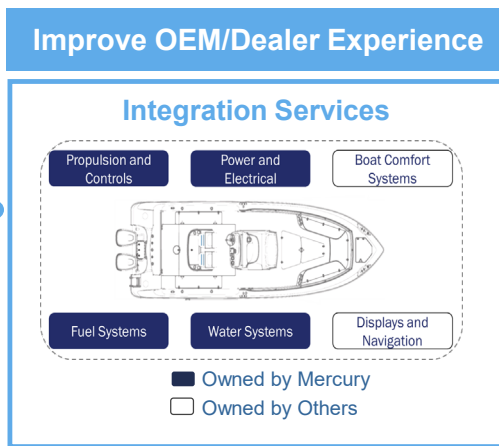 Improve OEM/Dealer Experience
Integration Services
Propulsion and
Controls
Power and
Electrical
Boat Comfort
Systems
Fuel Systems
Water Systems
Displays and
Navigation
Owned by Mercury
Owned by Others